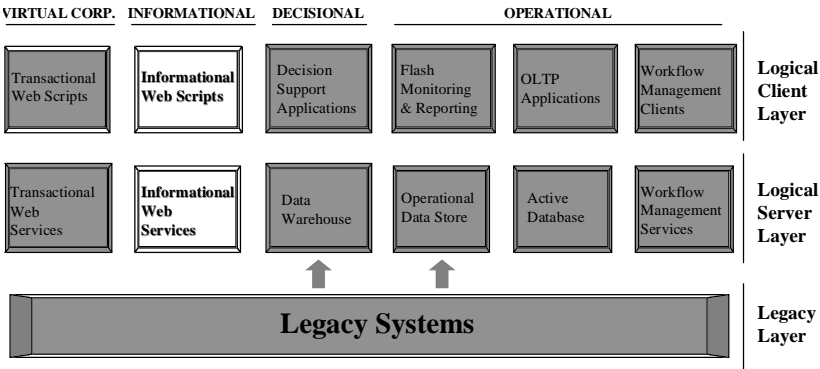 VIRTUAL CORP. INFORMATIONAL DECISIONAL OPERATIONAL
Transactional
Web Scripts
Informational
Web Scripts
Decision
Support
Applications
Flash
Monitoring
& Reporting
OLTP
Applications
Workflow
Management
Clients
Logical
Client
Layer
Transactional
Web
Services
Informational
Web
Services
Data
Warehouse
Operational
Data Store
Active
Database
Workflow
Management
Services
Logical
Server
Layer
Legacy Systems
Legacy
Layer